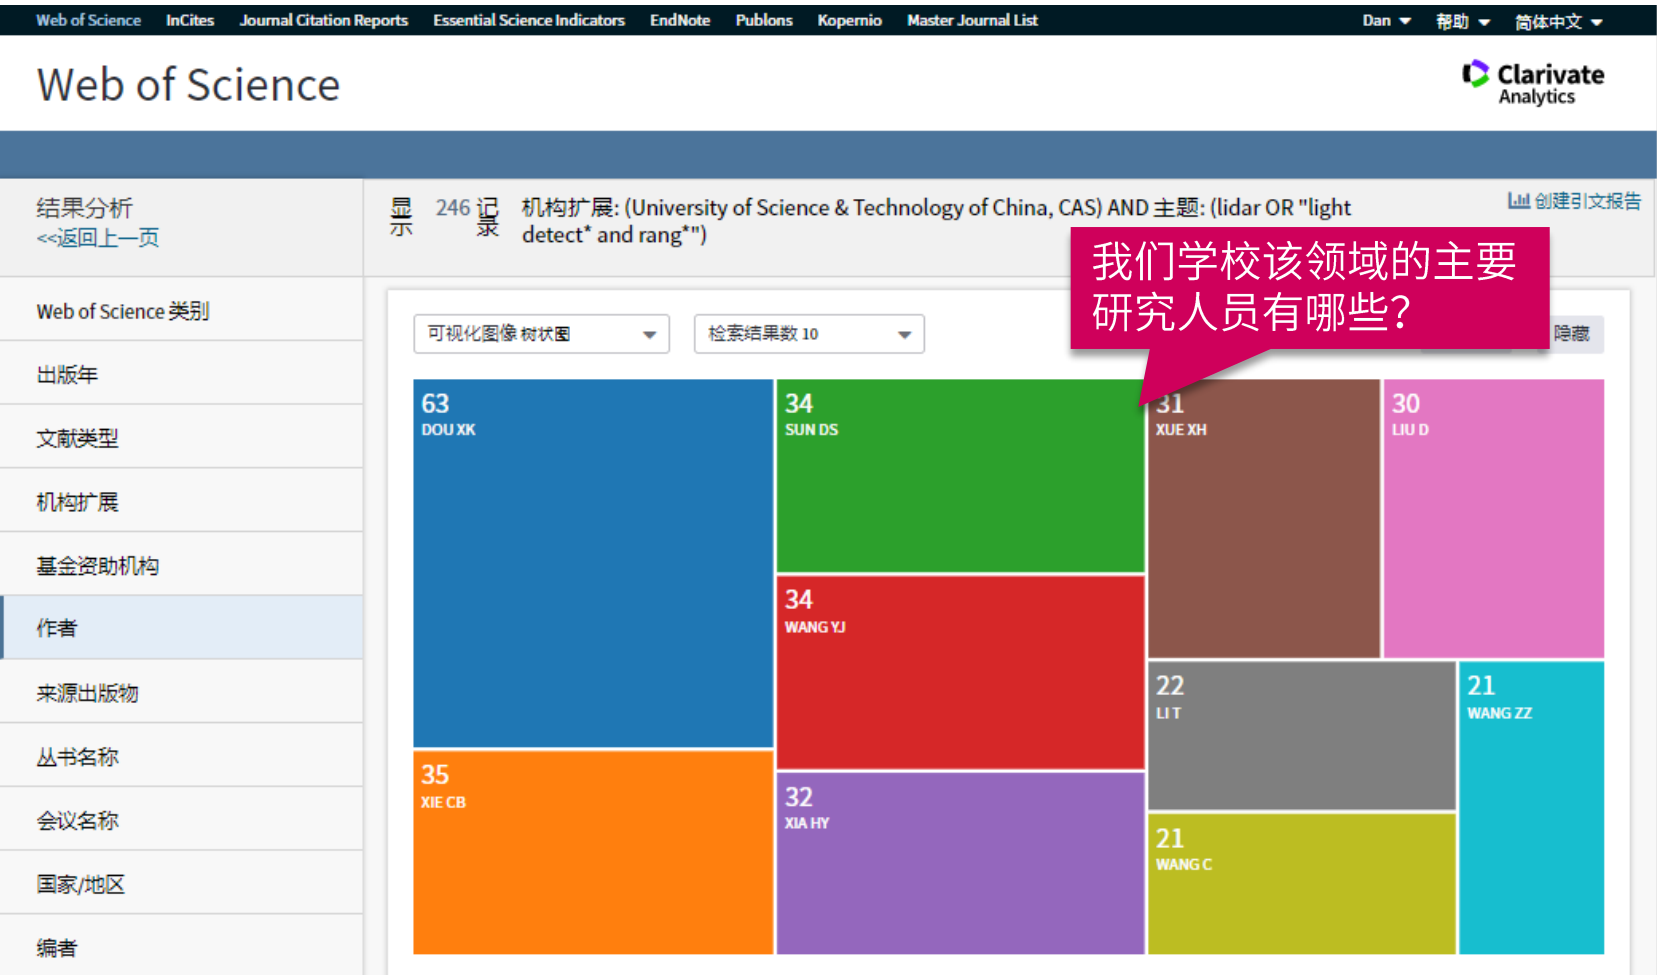 Web of Science InCites Journal Citation Reports Essential Science Indicators EndNote Publons Kopernio Master Journal List Dan 帮助 简体中文
Web of Science
Clarivate
Analytics
结果分析
<<返回上一页
显示 246 记录 机构扩展: (University of Science & Technology of China, CAS) AND 主题: (lidar OR "light
detect* and rang*")
创建引文报告
我们学校该领域的主要
研究人员有哪些?
Web of Science 类别
出版年
文献类型
机构扩展
基金资助机构
作者
来源出版物
丛书名称
会议名称
国家/地区
编者
可视化图像 树状图
检索结果数 10
隐藏
63
DOU XK
34
SUN DS
31
XUE XH
30
LIU D
34
WANG YJ
22
LI T
21
WANG ZZ
35
XIE CB
32
XIA HY
21
WANG C